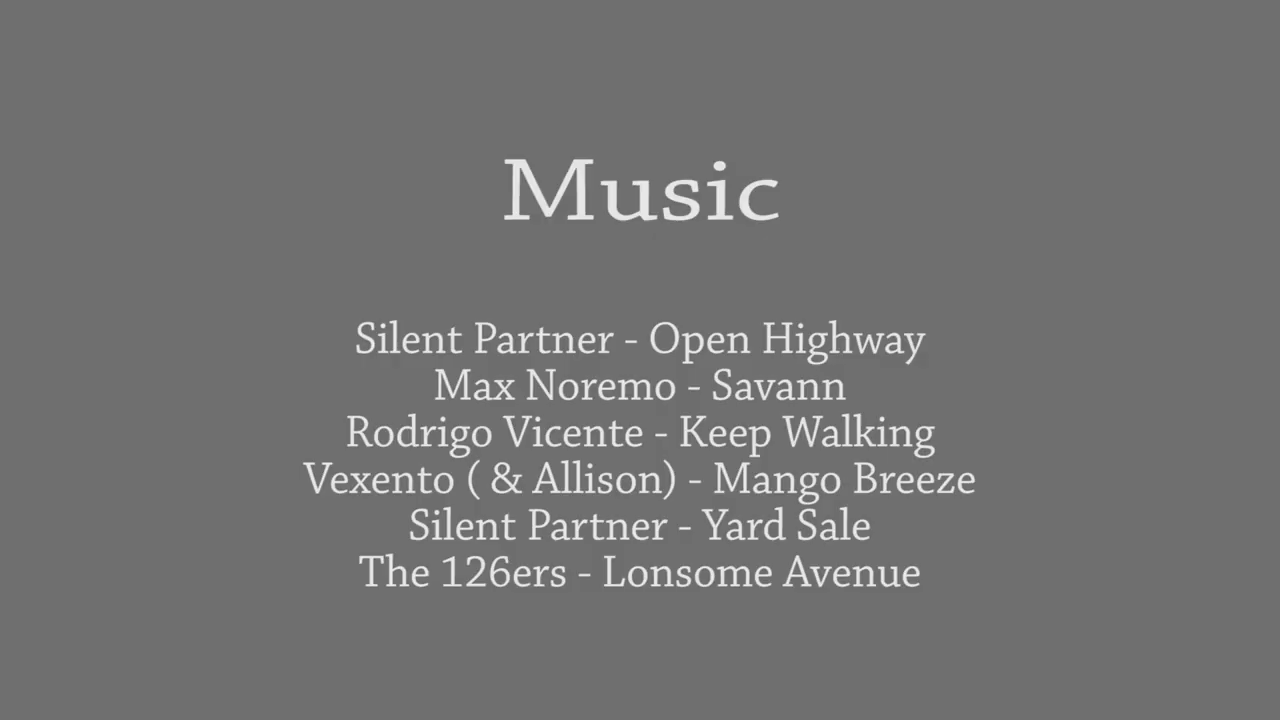 Music
Silent Partner - Open Highway
Max Noremo - Savann
Rodrigo Vicente - Keep Walking
Vexento ( & Allison) - Mango Breeze
Silent Partner - Yard Sale
The 126ers - Lonsome Avenue